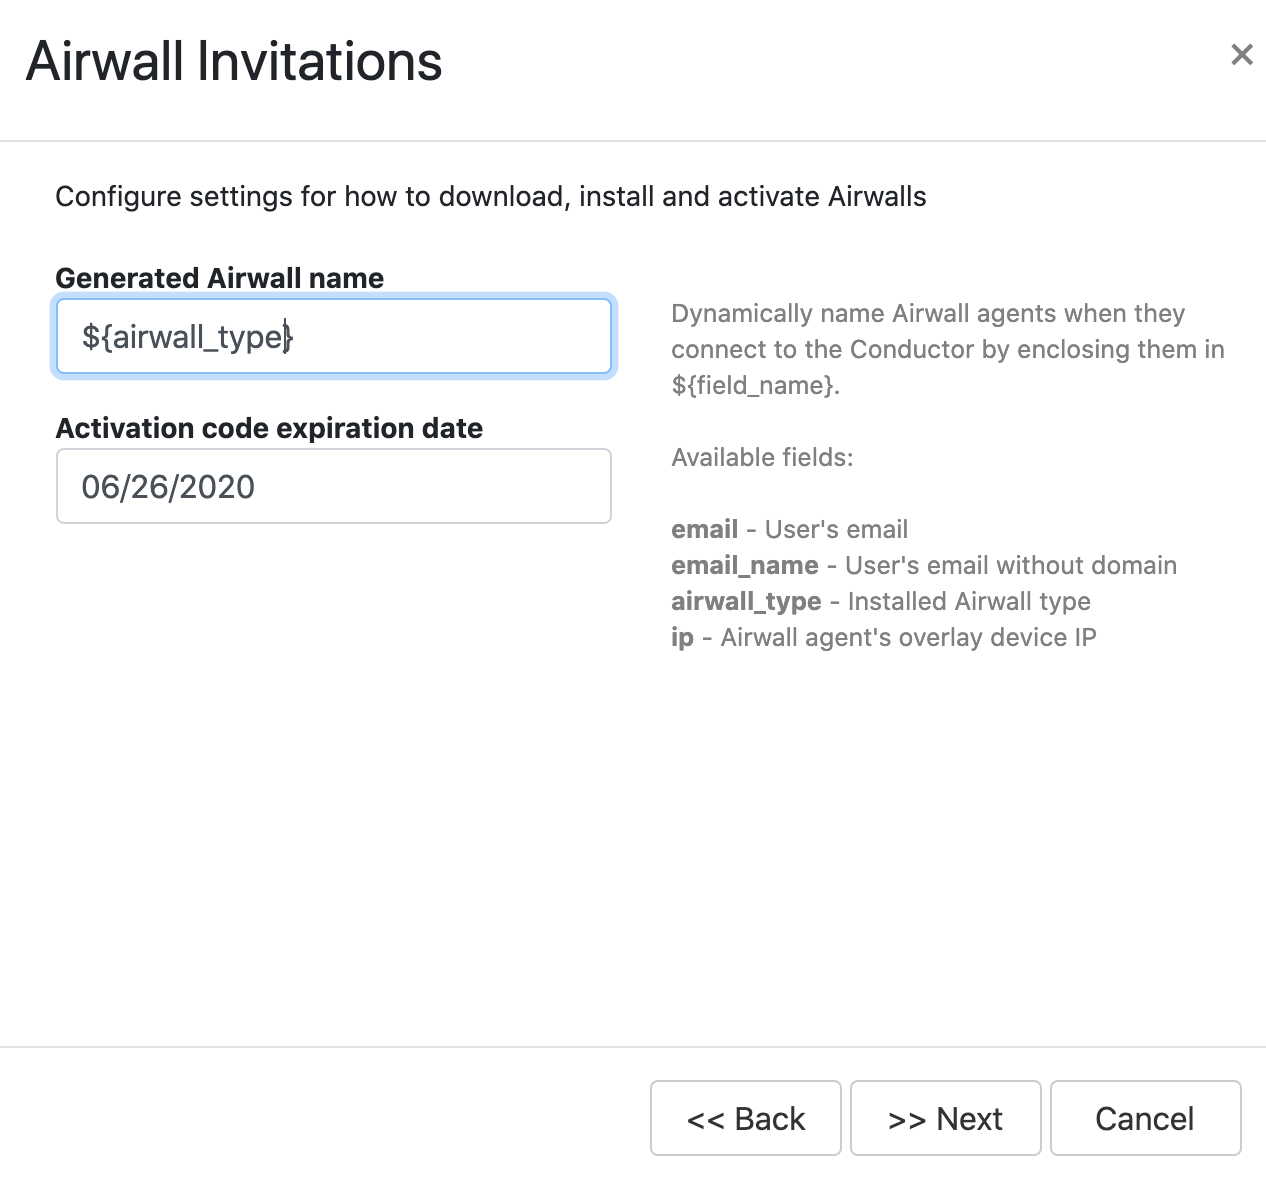 Airwall Invitations
×
Configure settings for how to download, install and activate Airwalls
Generated Airwall name
${airwall_type}
Activation code expiration date
06/26/2020
Dynamically name Airwall agents when they
connect to the Conductor by enclosing them in
${field_name}.
Available fields:
email - User's email
email_name - User's email without domain
airwall_type - Installed Airwall type
ip - Airwall agent's overlay device IP
<< Back
>> Next
Cancel